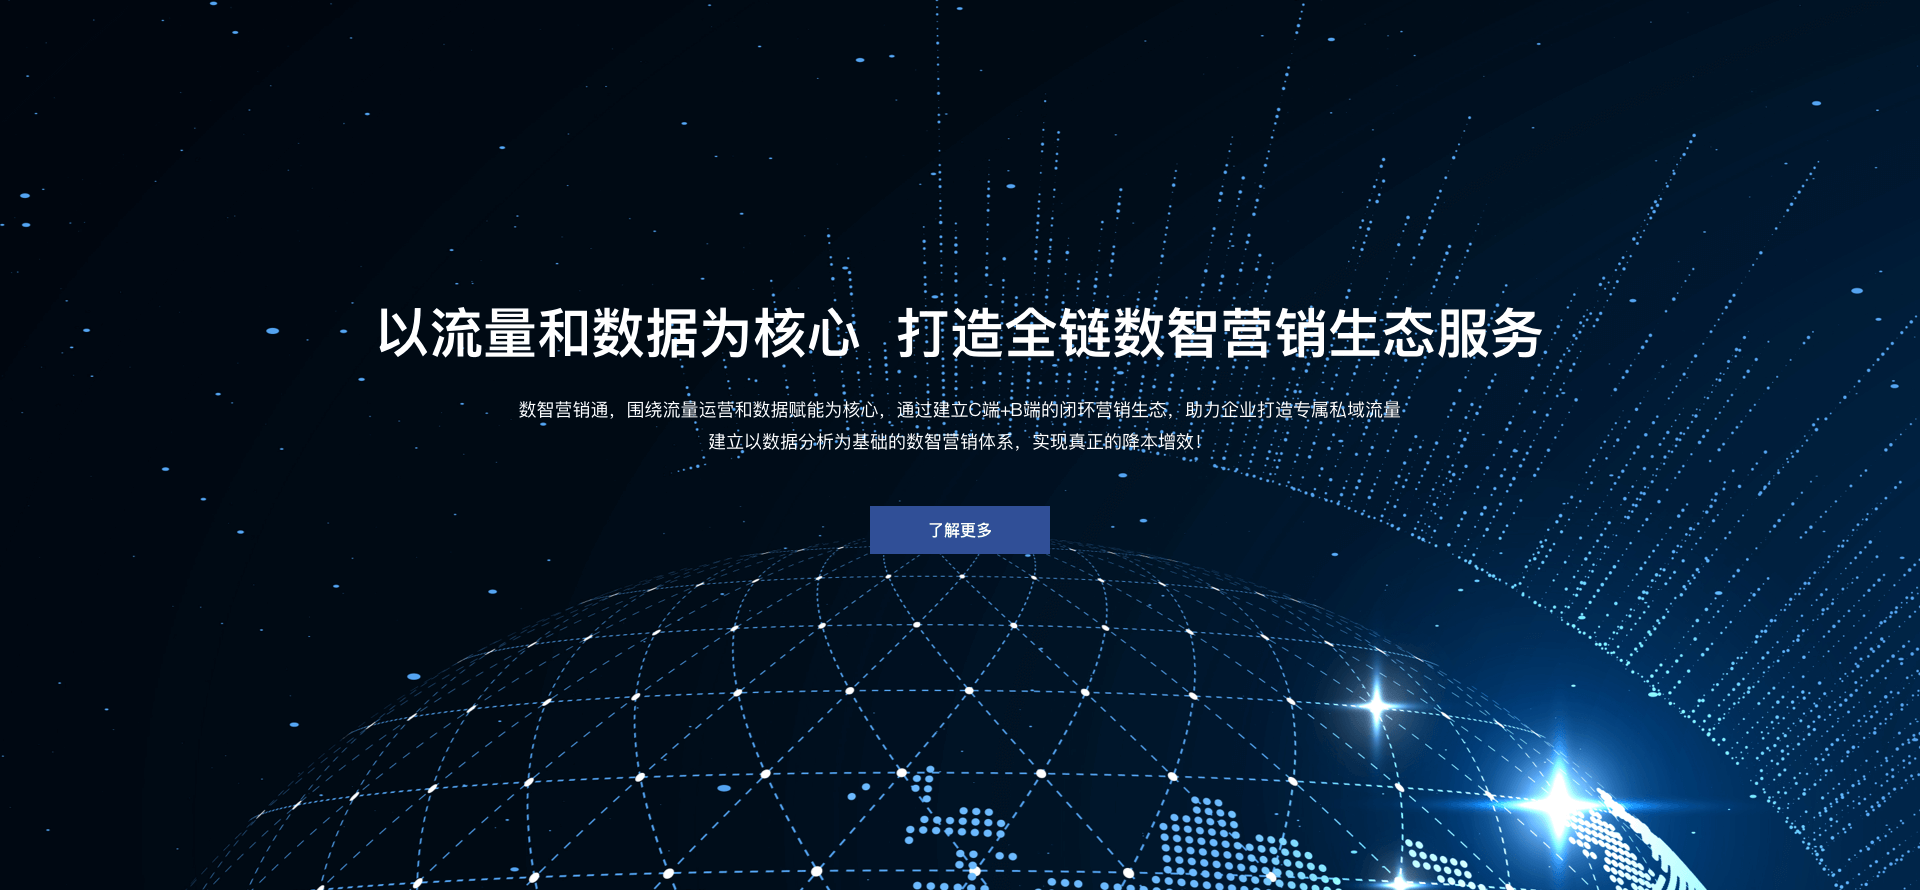 以流量和数据为核心 打造全链数智营销生态服务
数智营销通，围绕流量运营和数据赋能为核心，通过建立C端+B端的闭环营销生态，助力企业打造专属私域流量
建立以数据分析为基础的数智营销体系，实现真正的降本增效！
了解更多